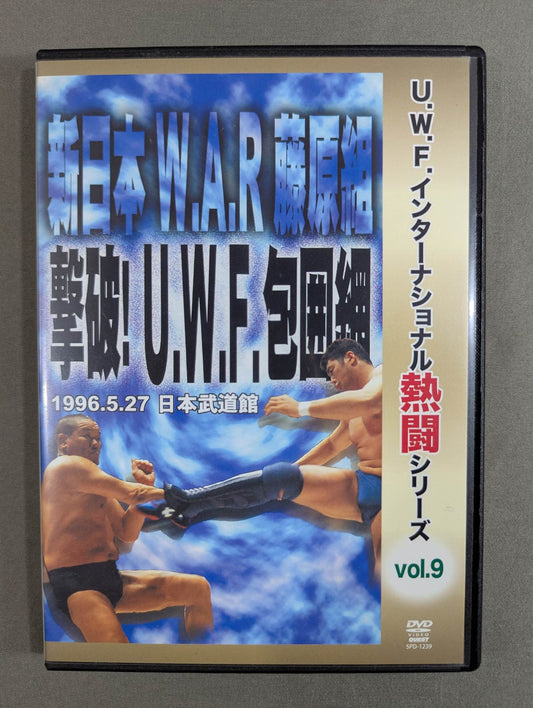 新日本 W.A.R 藤原組
撃破! U.W.F.包囲網
1996.5.27 日本武道館
U.W.F.インターナショナル熱闘シリーズ
vol.9
DVD
VIDEO
QUEST
SPD-1239